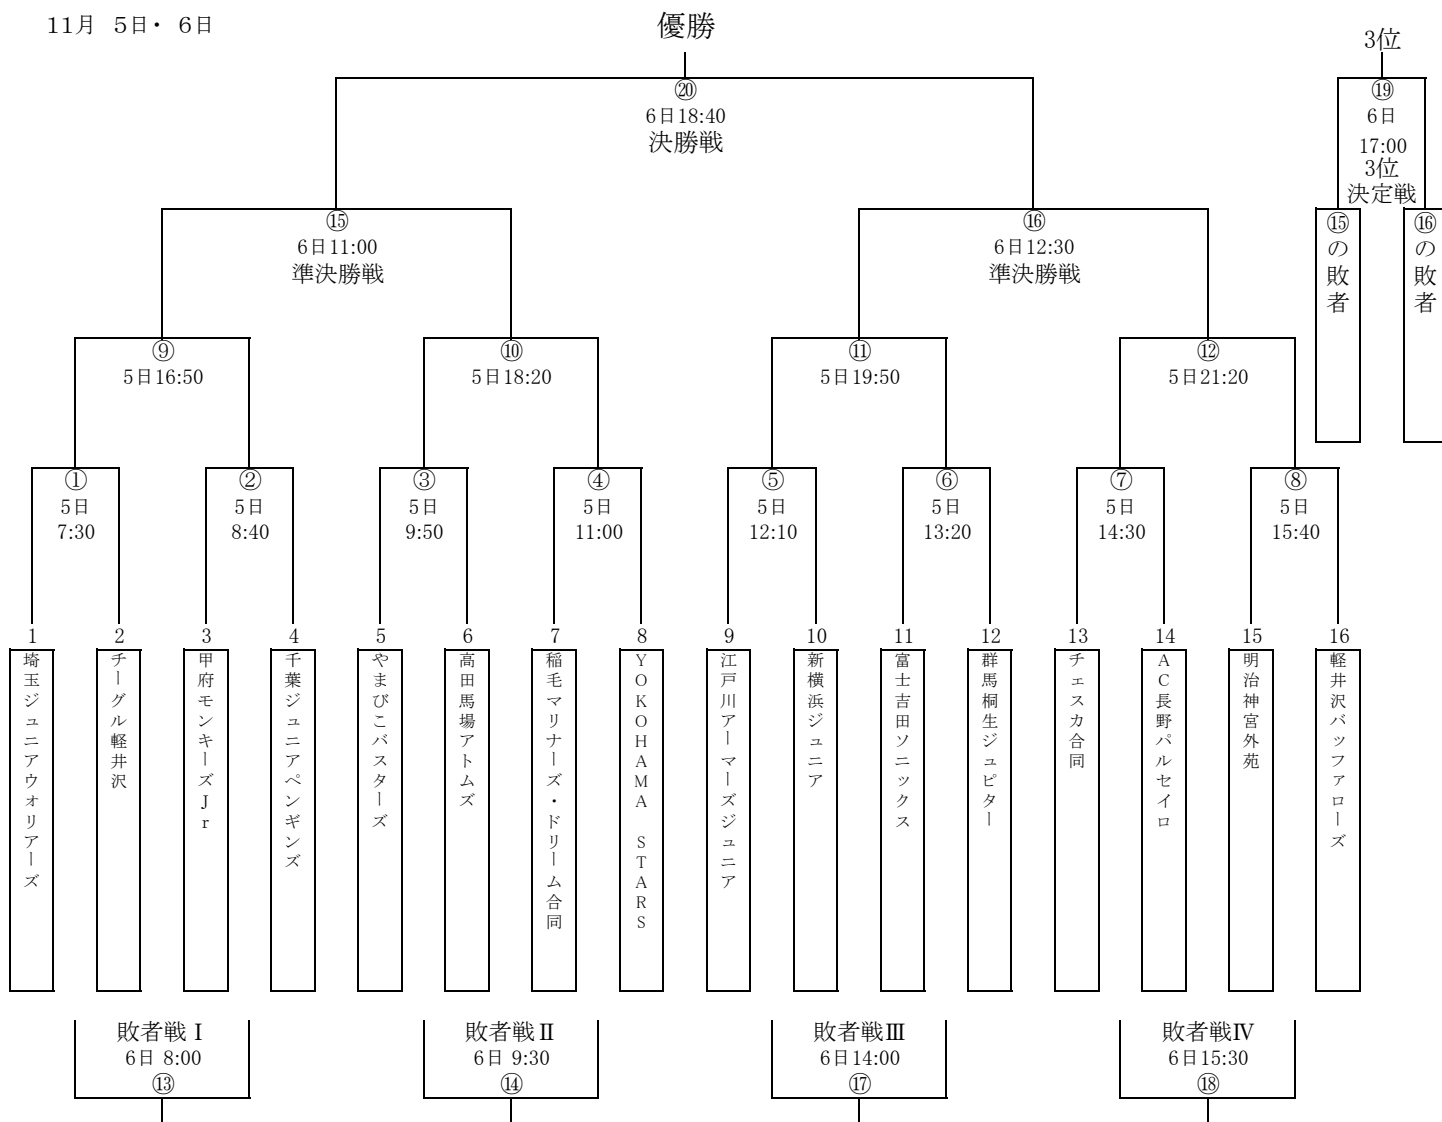 11月 5日・ 6日
優勝
3位
⑳
6日18:40
決勝戦
⑲
6日
17:00
3位
決定戦
⑮の敗者
⑯の敗者
⑮
6日11:00
準決勝戦
⑯
6日12:30
準決勝戦
⑨
5日16:50
⑩
5日18:20
⑪
5日19:50
⑫
5日21:20
①
5日
7:30
②
5日
8:40
③
5日
9:50
④
5日
11:00
⑤
5日
12:10
⑥
5日
13:20
⑦
5日
14:30
⑧
5日
15:40
1
埼玉ジュニアウォリアーズ
2
チーグル軽井沢
3
甲府モンキーズJr
4
千葉ジュニアペンギンズ
5
やまびこバスターズ
6
高田馬場アトムズ
7
稲毛マリナーズ・ドリーム合同
8
YOKOHAMA STARS
9
江戸川アーマーズジュニア
10
新横浜ジュニア
11
富士吉田ソニックス
12
群馬桐生ジュピター
13
チェスカ合同
14
AC長野パルセイロ
15
明治神宮外苑
16
軽井沢バッファローズ
敗者戦Ⅰ
6日 8:00
⑬
敗者戦Ⅱ
6日 9:30
⑭
敗者戦Ⅲ
6日14:00
⑰
敗者戦Ⅳ
6日15:30
⑱